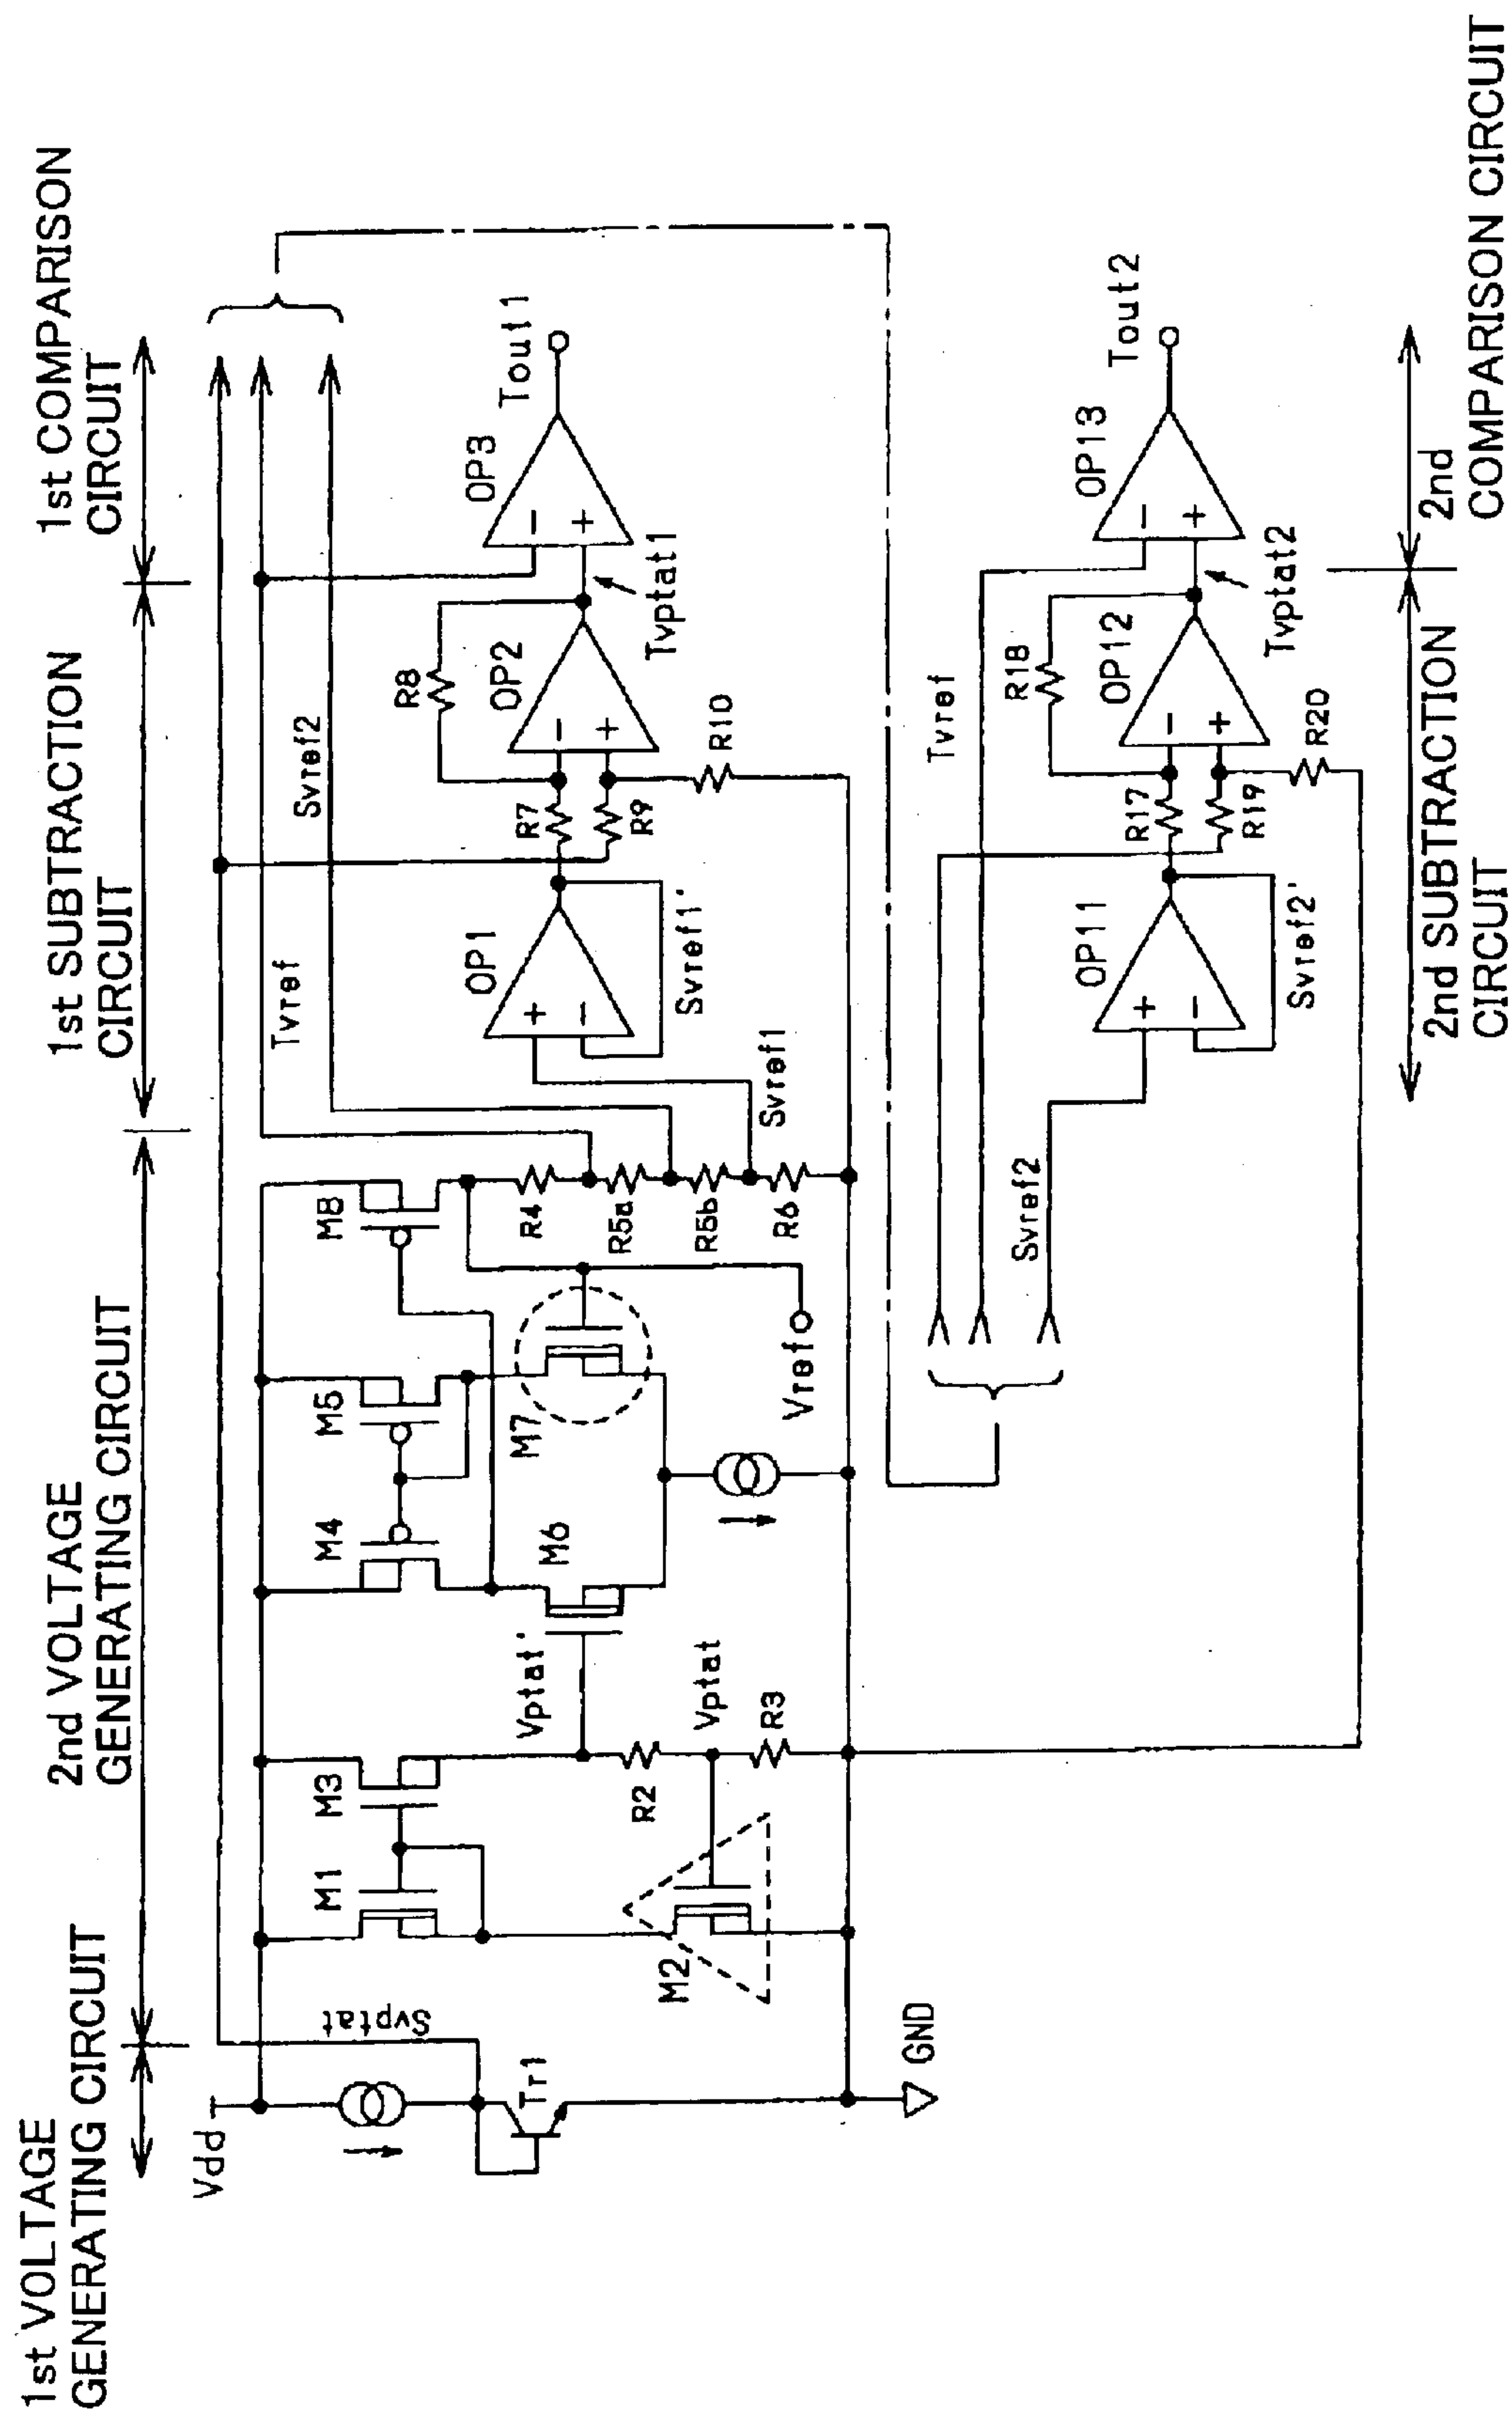 1st VOLTAGE
GENERATING CIRCUIT
2nd VOLTAGE
GENERATING CIRCUIT
1st SUBTRACTION
CIRCUIT
1st COMPARISON
CIRCUIT
Vdd
Svptat
Tr1
GND
M1
M3
M2
R2
Vptat'
Vptat
R3
M4
M5
M8
M6
M7
Vref
R4
R5a
R5b
R6
Tvref
Svref2
Svref1
OP1
+
-
Svref1'
R7
R9
R8
R10
OP2
-
+
Tvptat1
OP3
-
+
Tout1
Svref2
Tvref
OP11
+
-
Svref2'
R17
R19
R18
R20
OP12
-
+
Tvptat2
OP13
-
+
Tout2
2nd SUBTRACTION
CIRCUIT
2nd
COMPARISON CIRCUIT